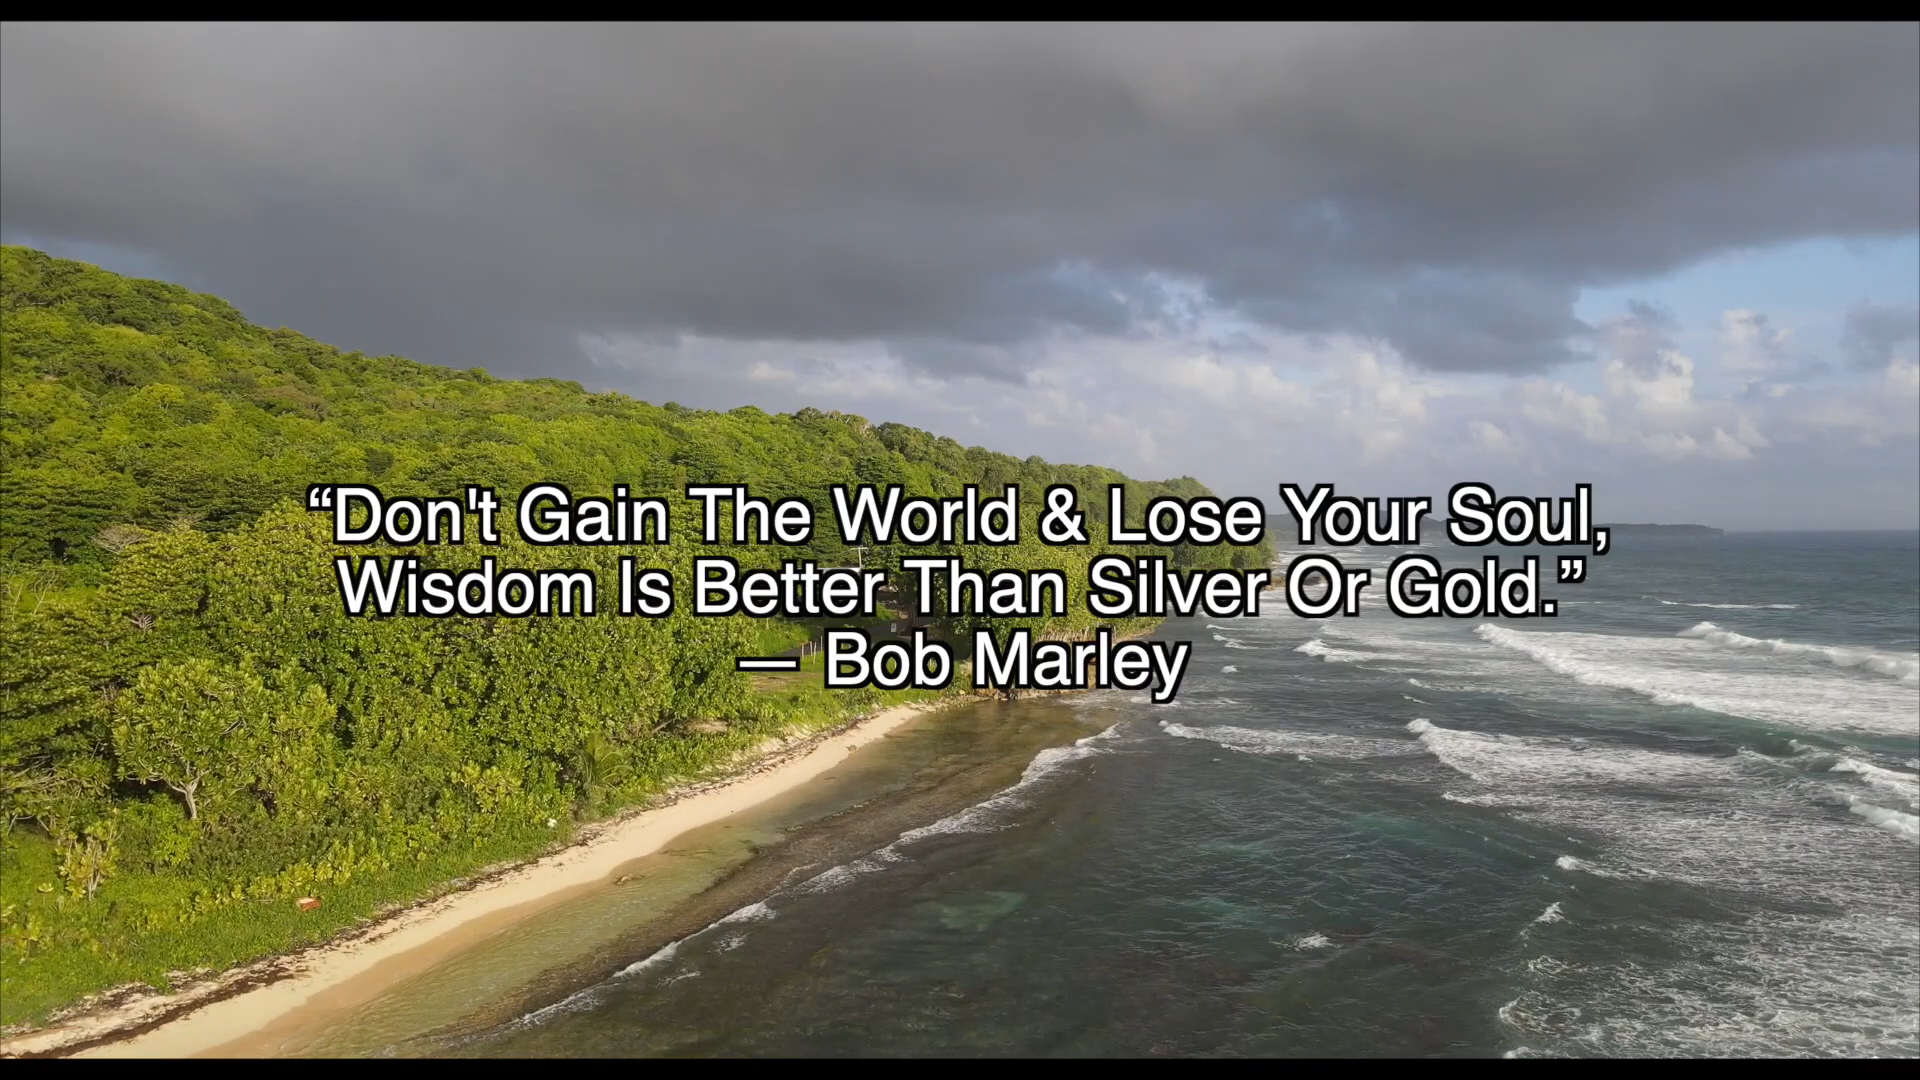 “Don't Gain The World & Lose Your Soul,
Wisdom Is Better Than Silver Or Gold.”
— Bob Marley